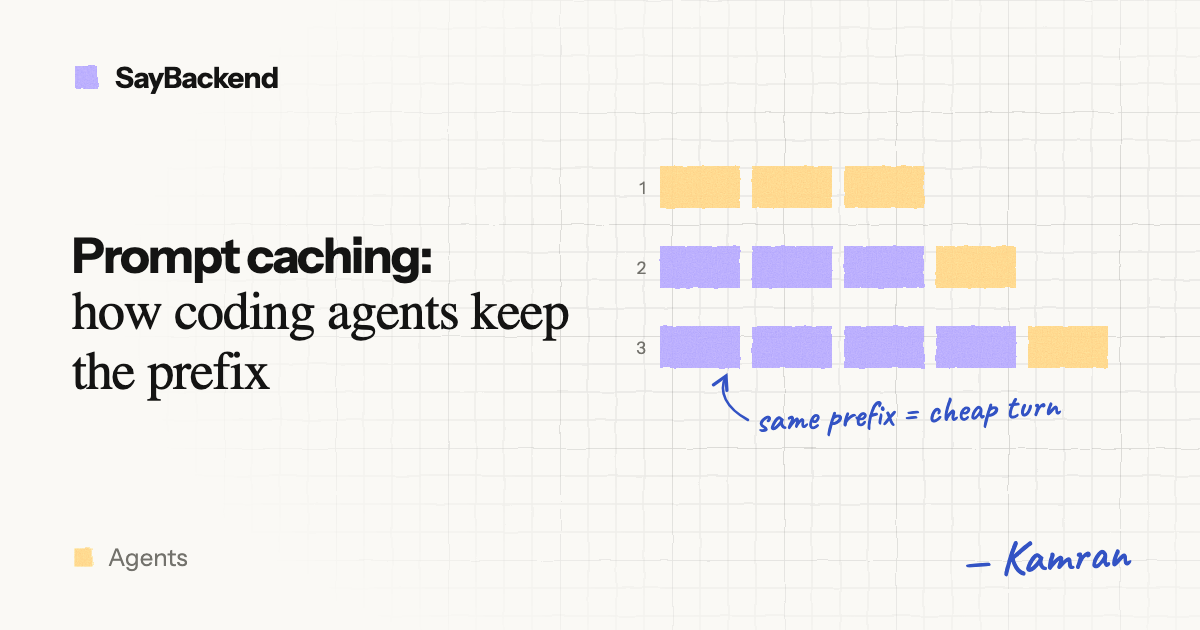 SayBackend
Prompt caching:
how coding agents keep
the prefix
1
2
3
same prefix = cheap turn
Agents
— Kamran